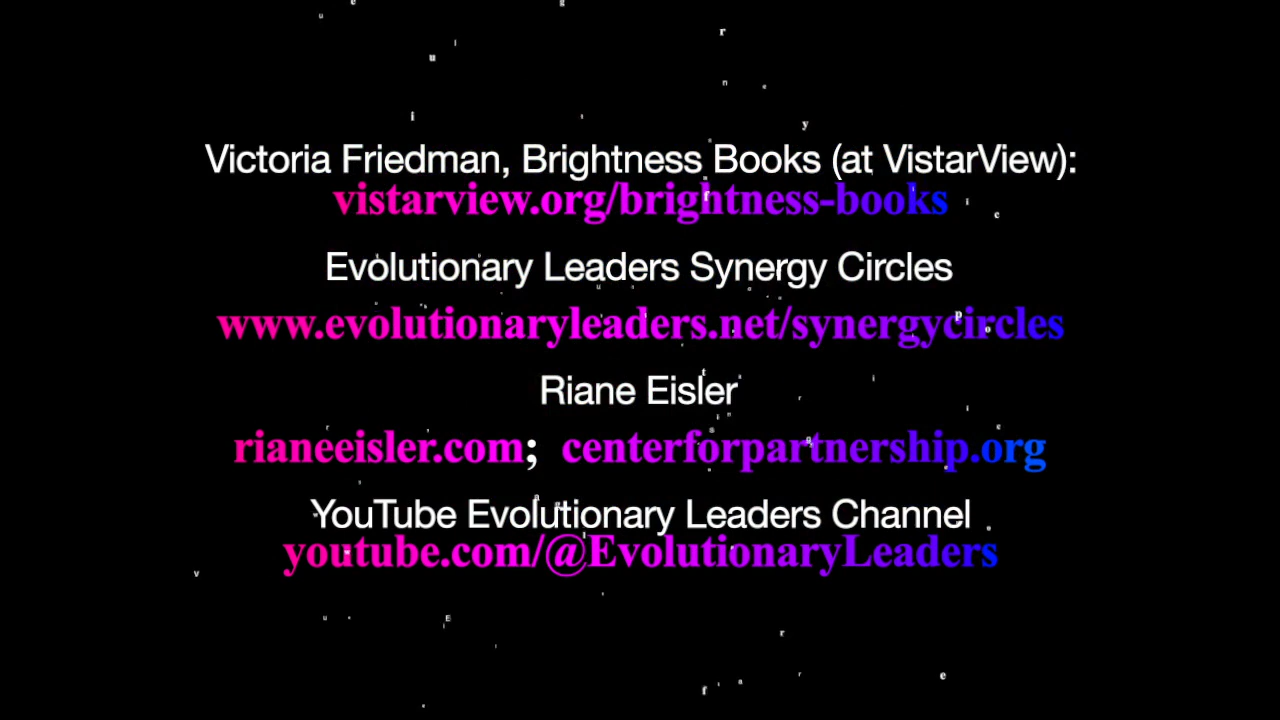 Victoria Friedman, Brightness Books (at VistarView):
vistarview.org/brightness-books
Evolutionary Leaders Synergy Circles
www.evolutionaryleaders.net/synergycircles
Riane Eisler
rianeeisler.com; centerforpartnership.org
YouTube Evolutionary Leaders Channel
youtube.com/@EvolutionaryLeaders